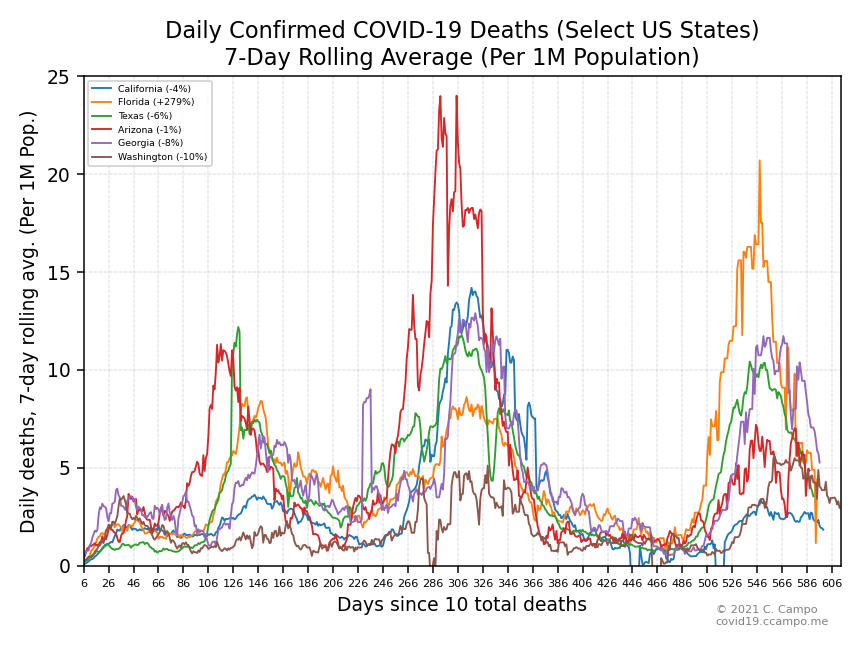 Daily Confirmed COVID-19 Deaths (Select US States)
7-Day Rolling Average (Per 1M Population)
Daily deaths, 7-day rolling avg. (Per 1M Pop.)
25
20
15
10
5
0
California (-4%)
Florida (+279%)
Texas (-6%)
Arizona (-1%)
Georgia (-8%)
Washington (-10%)
6 26 46 66 86 106 126 146 166 186 206 226 246 266 286 306 326 346 366 386 406 426 446 466 486 506 526 546 566 586 606
Days since 10 total deaths
© 2021 C. Campo
covid19.ccampo.me